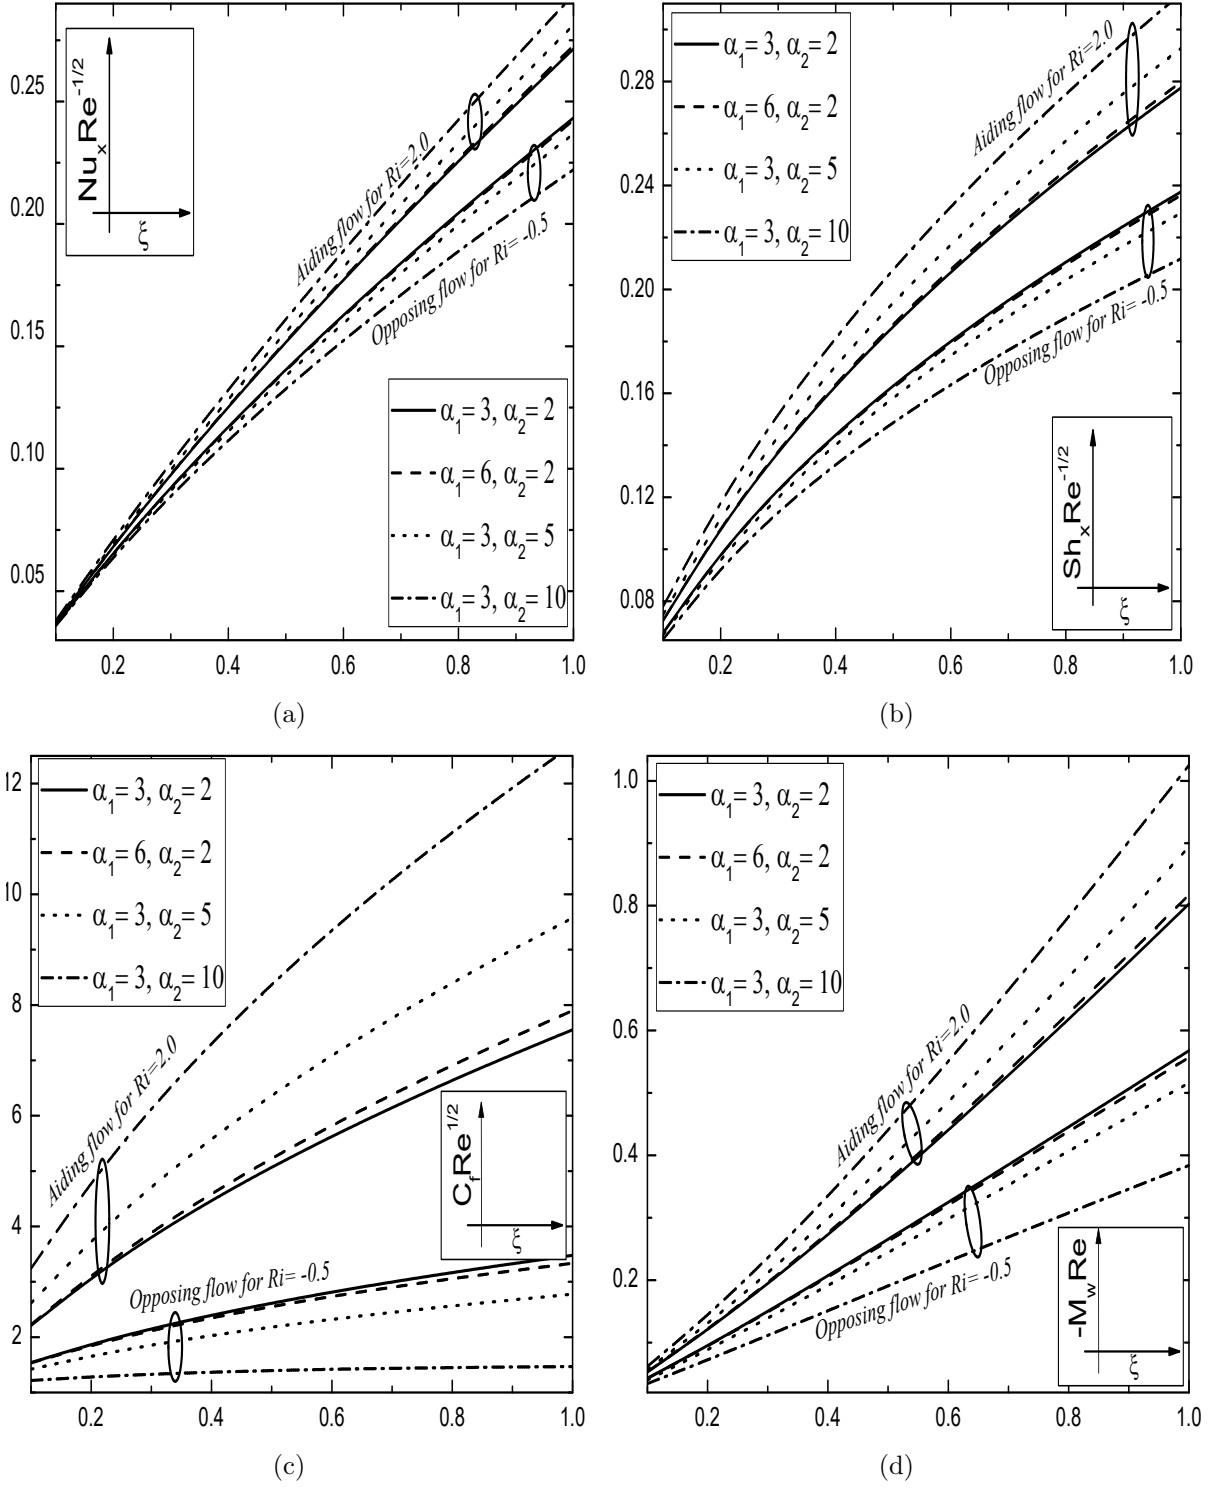 Nu_x Re^{-1/2}
ξ
Aiding flow for Ri=2.0
Opposing flow for Ri= -0.5
α_1= 3, α_2= 2
α_1= 6, α_2= 2
α_1= 3, α_2= 5
α_1= 3, α_2= 10
0.25
0.20
0.15
0.10
0.05
0.2 0.4 0.6 0.8 1.0
(a)
α_1= 3, α_2= 2
α_1= 6, α_2= 2
α_1= 3, α_2= 5
α_1= 3, α_2= 10
Aiding flow for Ri=2.0
Opposing flow for Ri= -0.5
Sh_x Re^{-1/2}
ξ
0.28
0.24
0.20
0.16
0.12
0.08
0.2 0.4 0.6 0.8 1.0
(b)
α_1= 3, α_2= 2
α_1= 6, α_2= 2
α_1= 3, α_2= 5
α_1= 3, α_2= 10
Aiding flow for Ri=2.0
Opposing flow for Ri= -0.5
C_f Re^{1/2}
ξ
12
10
8
6
4
2
0.2 0.4 0.6 0.8 1.0
(c)
α_1= 3, α_2= 2
α_1= 6, α_2= 2
α_1= 3, α_2= 5
α_1= 3, α_2= 10
Aiding flow for Ri=2.0
Opposing flow for Ri= -0.5
-M_w Re
ξ
1.0
0.8
0.6
0.4
0.2
0.2 0.4 0.6 0.8 1.0
(d)